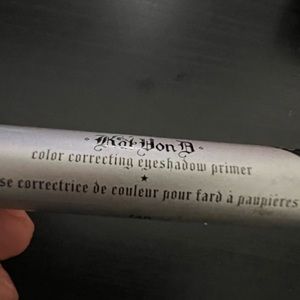 Kat Von D
color correcting eyeshadow primer
se correctrice de couleur pour fard à paupières